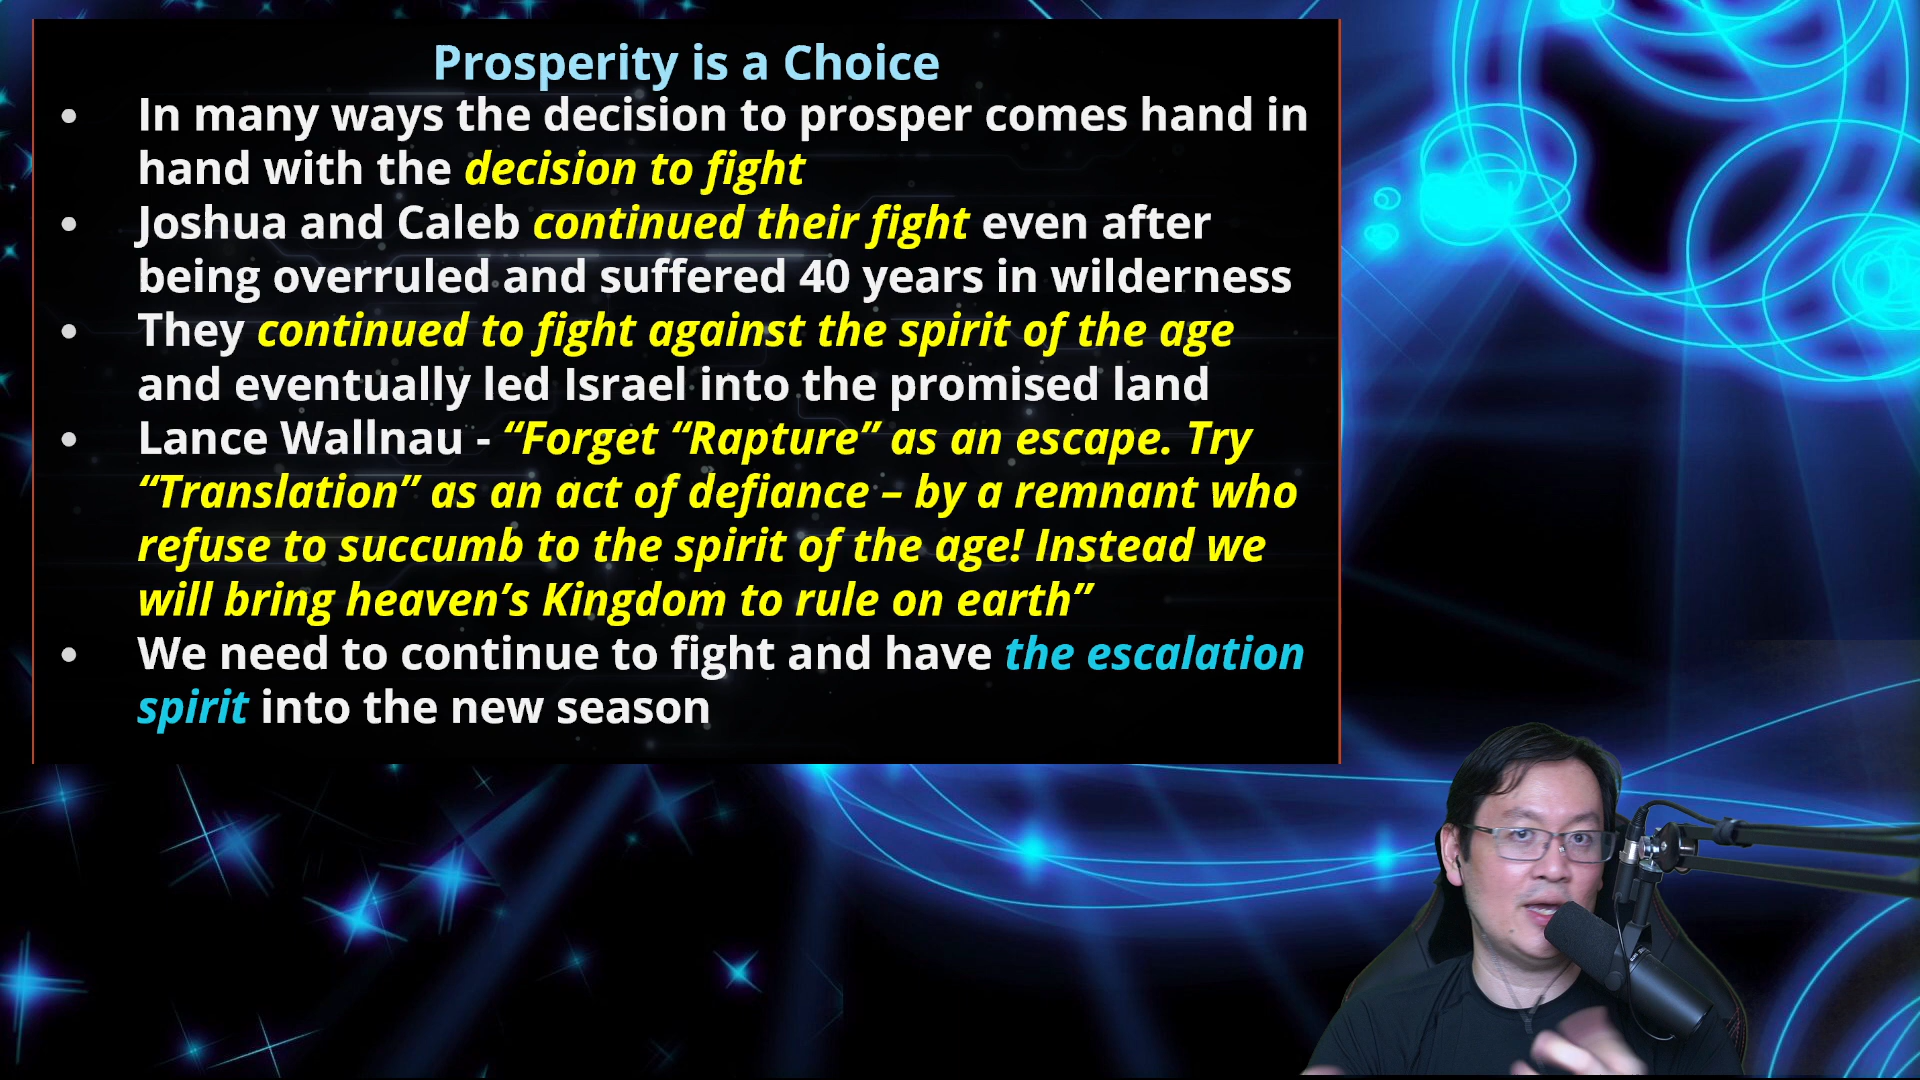 Prosperity is a Choice
• In many ways the decision to prosper comes hand in
hand with the decision to fight
• Joshua and Caleb continued their fight even after
being overruled and suffered 40 years in wilderness
• They continued to fight against the spirit of the age
and eventually led Israel into the promised land
• Lance Wallnau - “Forget “Rapture” as an escape. Try
“Translation” as an act of defiance – by a remnant who
refuse to succumb to the spirit of the age! Instead we
will bring heaven’s Kingdom to rule on earth”
• We need to continue to fight and have the escalation
spirit into the new season